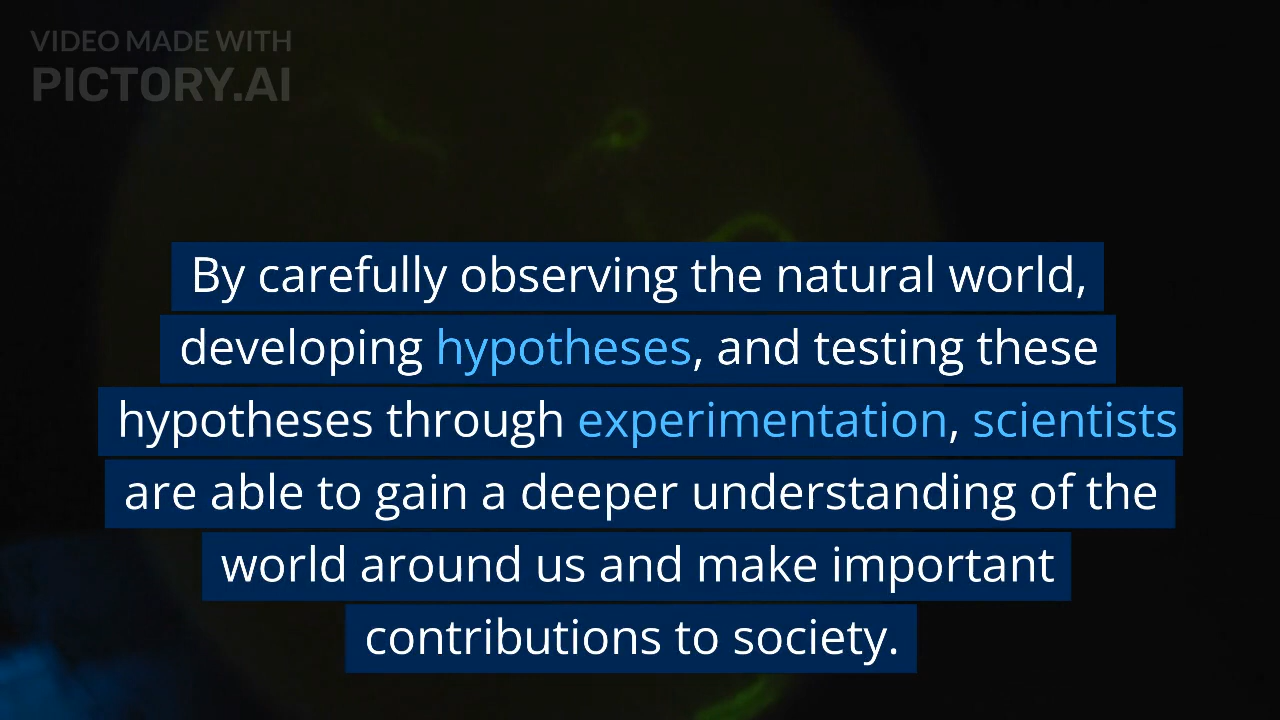 VIDEO MADE WITH
PICTORY.AI
By carefully observing the natural world,
developing hypotheses, and testing these
hypotheses through experimentation, scientists
are able to gain a deeper understanding of the
world around us and make important
contributions to society.